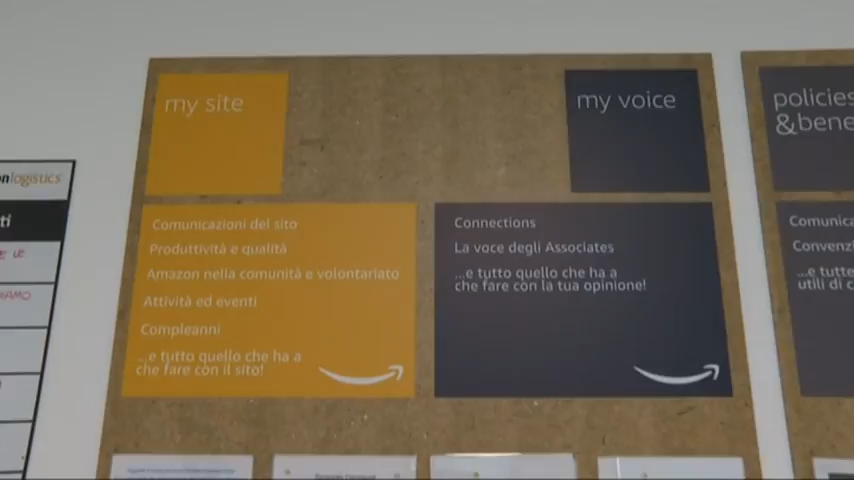 my site
my voice
policies
&bene
logistics
Comunicazioni del sito
Produttività e qualità
Amazon nella comunità e volontariato
Attività ed eventi
Compleanni
...e tutto quello che ha a
che fare con il sito!
Connections
La voce degli Associates
...e tutto quello che ha a
che fare con la tua opinione!
Comunica
Convenzi
...e tutte
utili di c